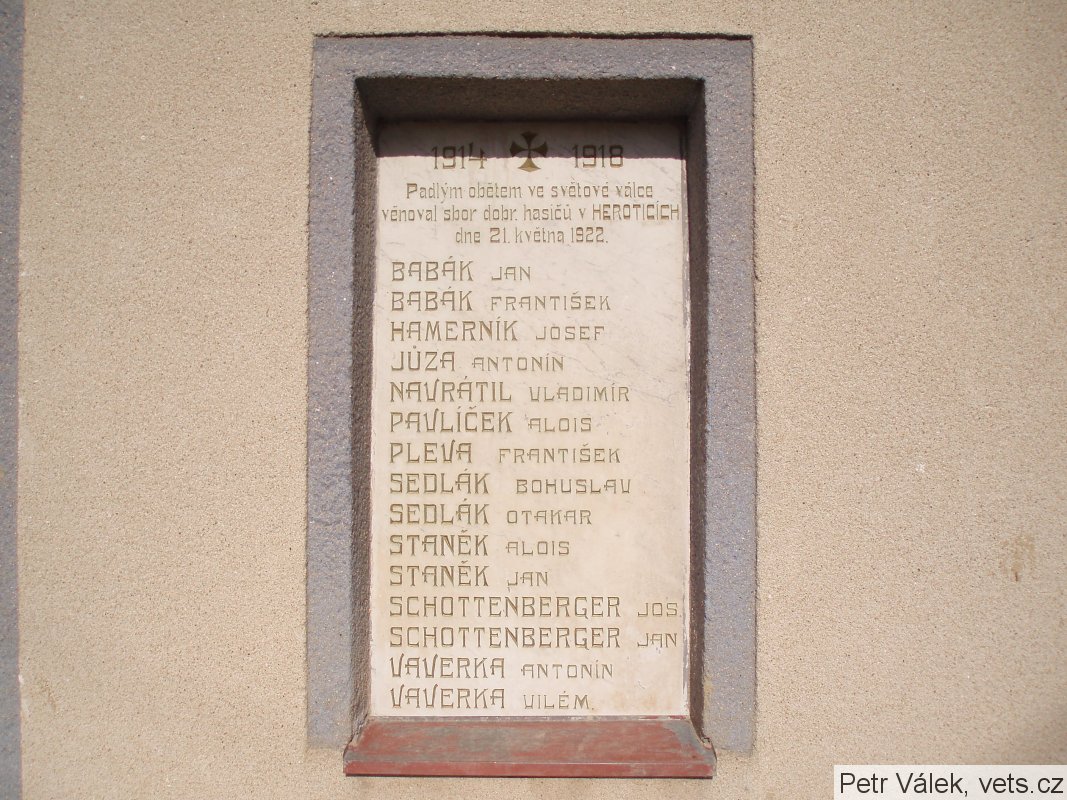 1914 1918
Padlým obětem ve světové válce
věnoval sbor dobr. hasičů v HEROTICÍCH
dne 21. května 1922.
BABÁK JAN
BABÁK FRANTIŠEK
HAMERNÍK JOSEF
JŮZA ANTONÍN
NAVRÁTIL VLADIMÍR
PAVLÍČEK ALOIS
PLEVA FRANTIŠEK
SEDLÁK BOHUSLAV
SEDLÁK OTAKAR
STANĚK ALOIS
STANĚK JAN
SCHOTTENBERGER JOS.
SCHOTTENBERGER JAN
VAVERKA ANTONÍN
VAVERKA VILÉM.
Petr Válek, vets.cz